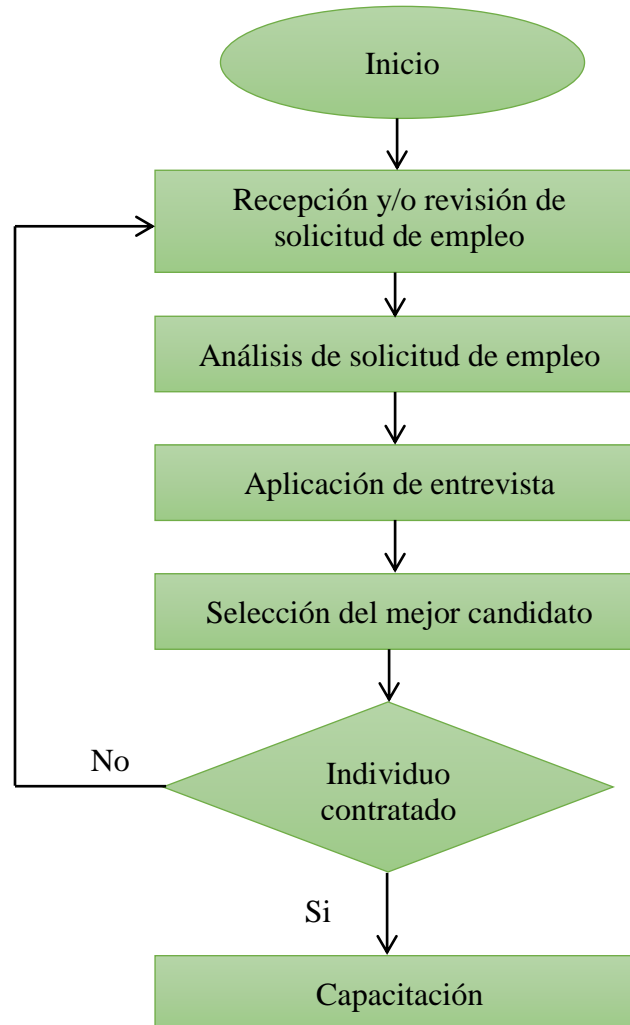 Inicio
Recepción y/o revisión de
solicitud de empleo
Análisis de solicitud de empleo
Aplicación de entrevista
Selección del mejor candidato
No
Individuo
contratado
Si
Capacitación